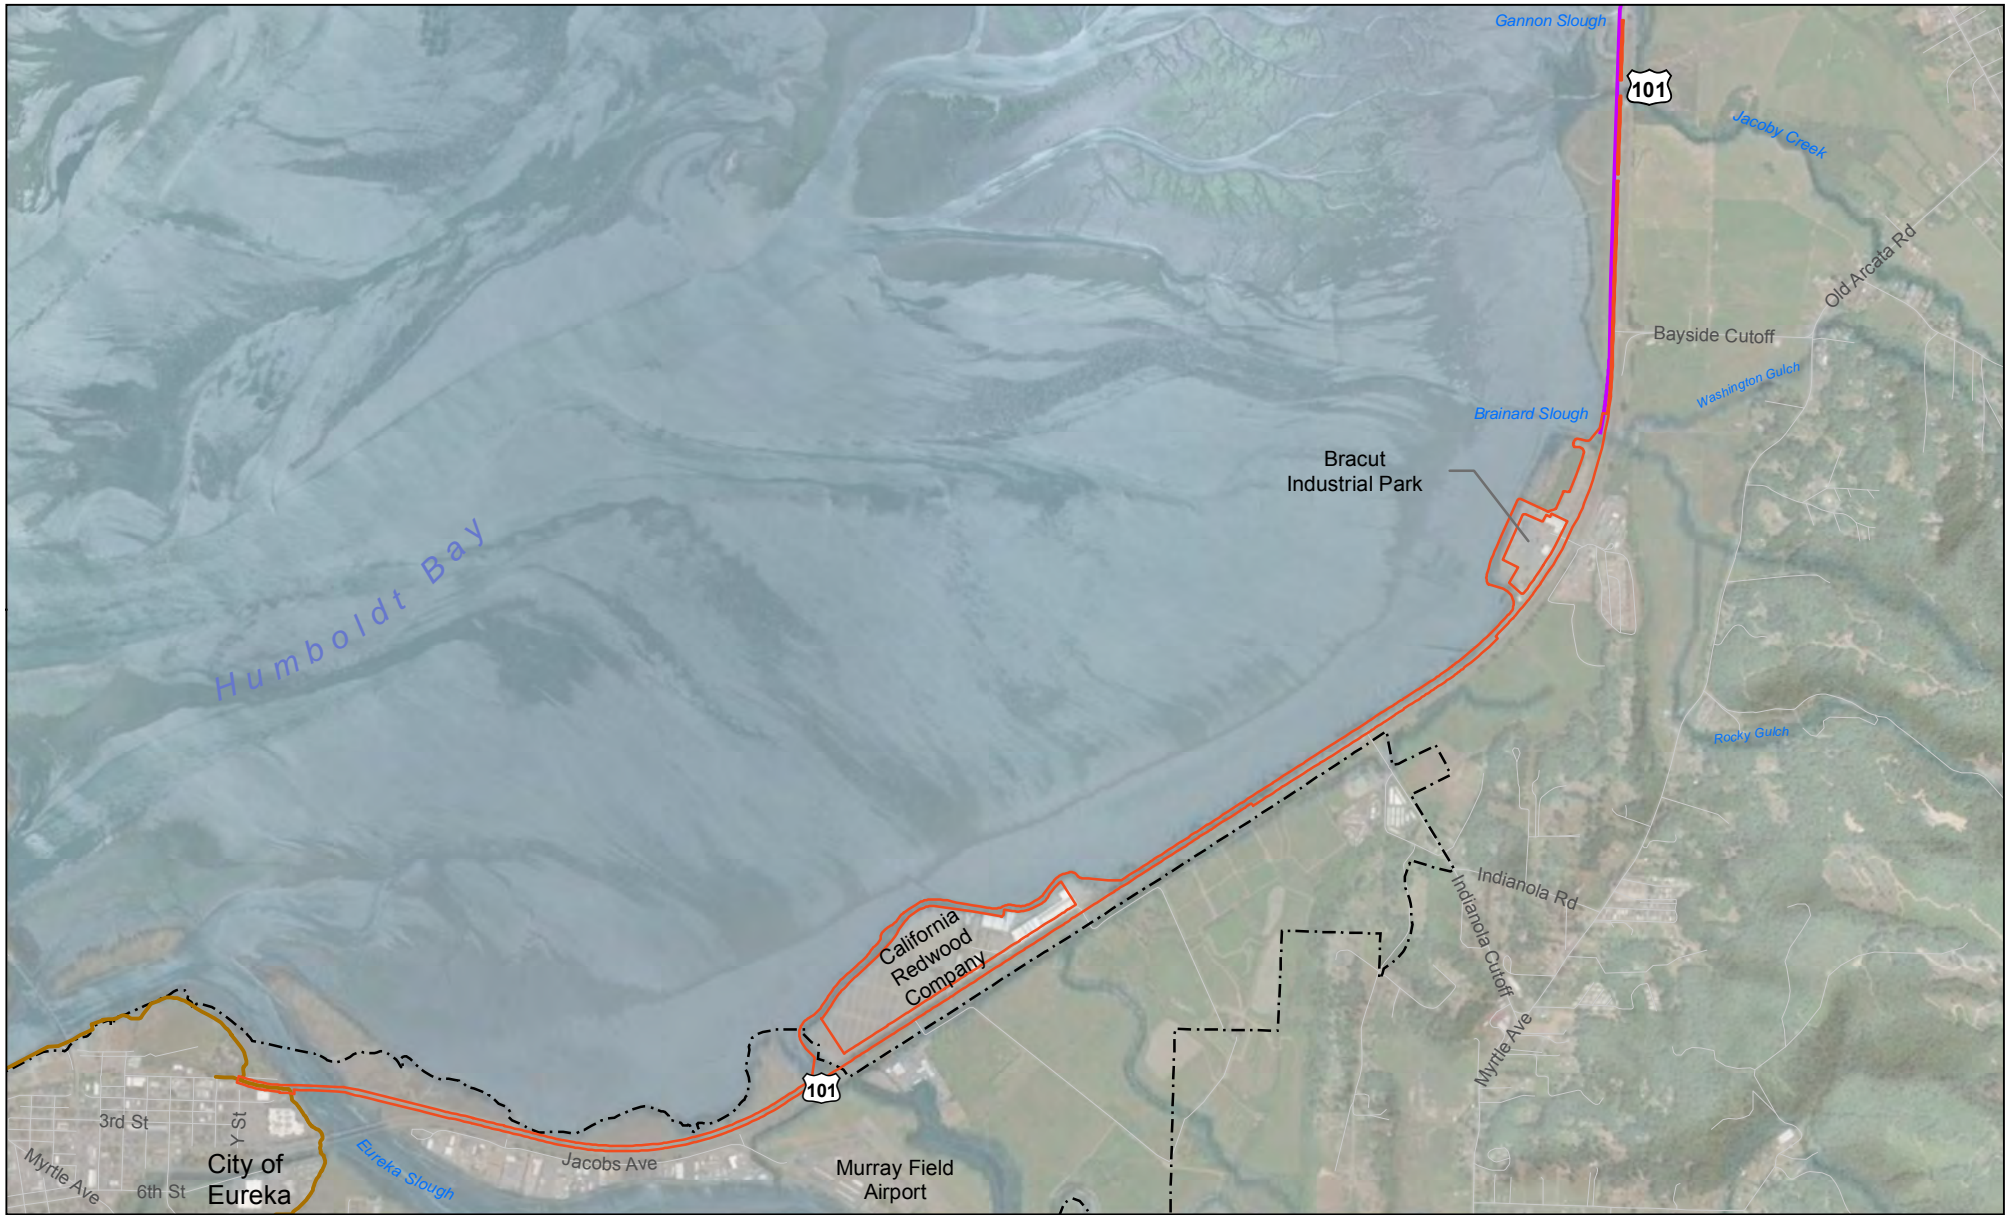 Gannon Slough
101
Jacoby Creek
Old Arcata Rd
Bayside Cutoff
Washington Gulch
Brainard Slough
Bracut
Industrial Park
Humboldt Bay
Rocky Gulch
Indianola Rd
Indianola Cutoff
California
Redwood
Company
Myrtle Ave
101
3rd St
Y St
Jacobs Ave
Eureka Slough
Myrtle Ave
City of
Eureka
6th St
Murray Field
Airport